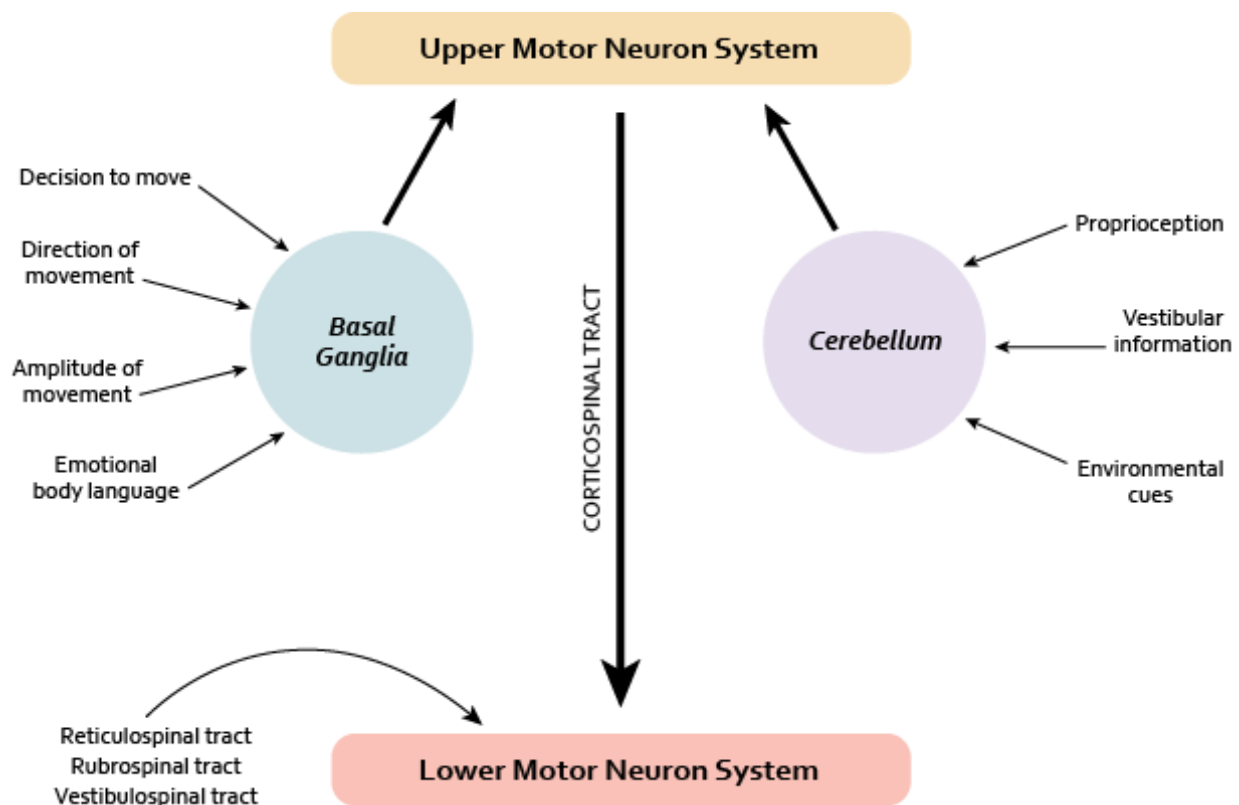 Upper Motor Neuron System
Decision to move
Direction of
movement
Amplitude of
movement
Emotional
body language
Basal
Ganglia
CORTICOSPINAL TRACT
Cerebellum
Proprioception
Vestibular
information
Environmental
cues
Reticulospinal tract
Rubrospinal tract
Vestibulospinal tract
Lower Motor Neuron System